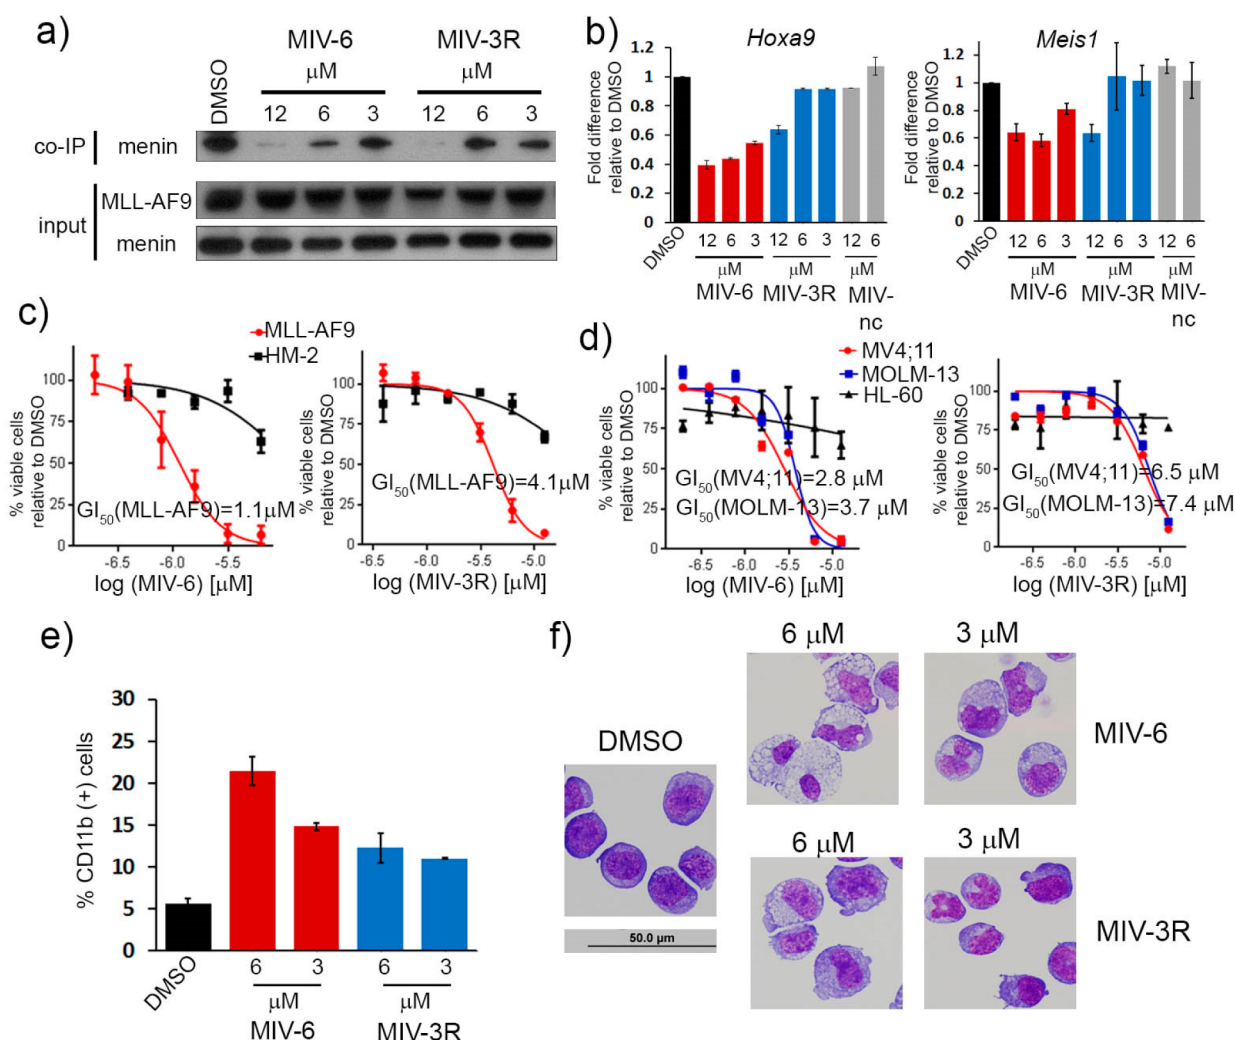 a)
MIV-6
MIV-3R
μM
μM
DMSO
12 6 3 12 6 3
co-IP menin
input MLL-AF9
menin
b)
Hoxa9
Fold difference
relative to DMSO
1.2
1
0.8
0.6
0.4
0.2
0
DMSO
12 6 3 12 6 3 12 6
μM μM μM
MIV-6 MIV-3R MIV-
nc
Meis1
Fold difference
relative to DMSO
1.2
1
0.8
0.6
0.4
0.2
0
DMSO
12 6 3 12 6 3 12 6
μM μM μM
MIV-6 MIV-3R MIV-
nc
c)
MLL-AF9
HM-2
% viable cells
relative to DMSO
100
75
50
25
0
GI50(MLL-AF9)=1.1μM
-6.5 -6.0 -5.5
log (MIV-6) [μM]
% viable cells
relative to DMSO
100
75
50
25
0
GI50(MLL-AF9)=4.1μM
-6.5 -6.0 -5.5 -5.0
log (MIV-3R) [μM]
d)
MV4;11
MOLM-13
HL-60
% viable cells
relative to DMSO
100
75
50
25
0
GI50(MV4;11)=2.8 μM
GI50(MOLM-13)=3.7 μM
-6.5 -6.0 -5.5 -5.0
log (MIV-6) [μM]
% viable cells
relative to DMSO
100
75
50
25
0
GI50(MV4;11)=6.5 μM
GI50(MOLM-13)=7.4 μM
-6.5 -6.0 -5.5 -5.0
log (MIV-3R) [μM]
e)
% CD11b (+) cells
30
25
20
15
10
5
0
DMSO
6 3 6 3
μM μM
MIV-6 MIV-3R
f)
6 μM 3 μM
DMSO
MIV-6
50.0 μm
6 μM 3 μM
MIV-3R